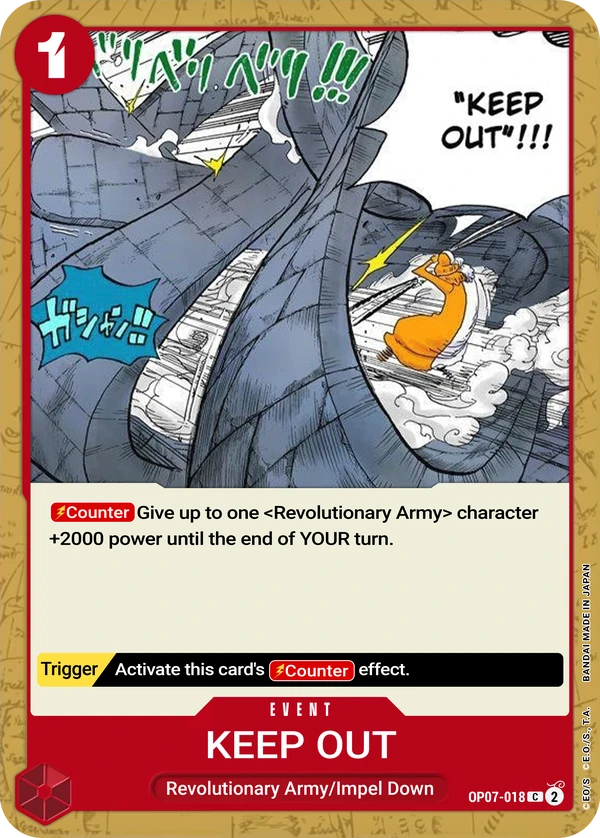 1
ベリベリ ベリ!!!
"KEEP
OUT"!!!
ガシャン!!
Counter Give up to one <Revolutionary Army> character
+2000 power until the end of YOUR turn.
Trigger Activate this card's Counter effect.
EVENT
KEEP OUT
Revolutionary Army/Impel Down
OP07-018 C 2
©E.O./S ©E.O./S., T.A. BANDAI MADE IN JAPAN